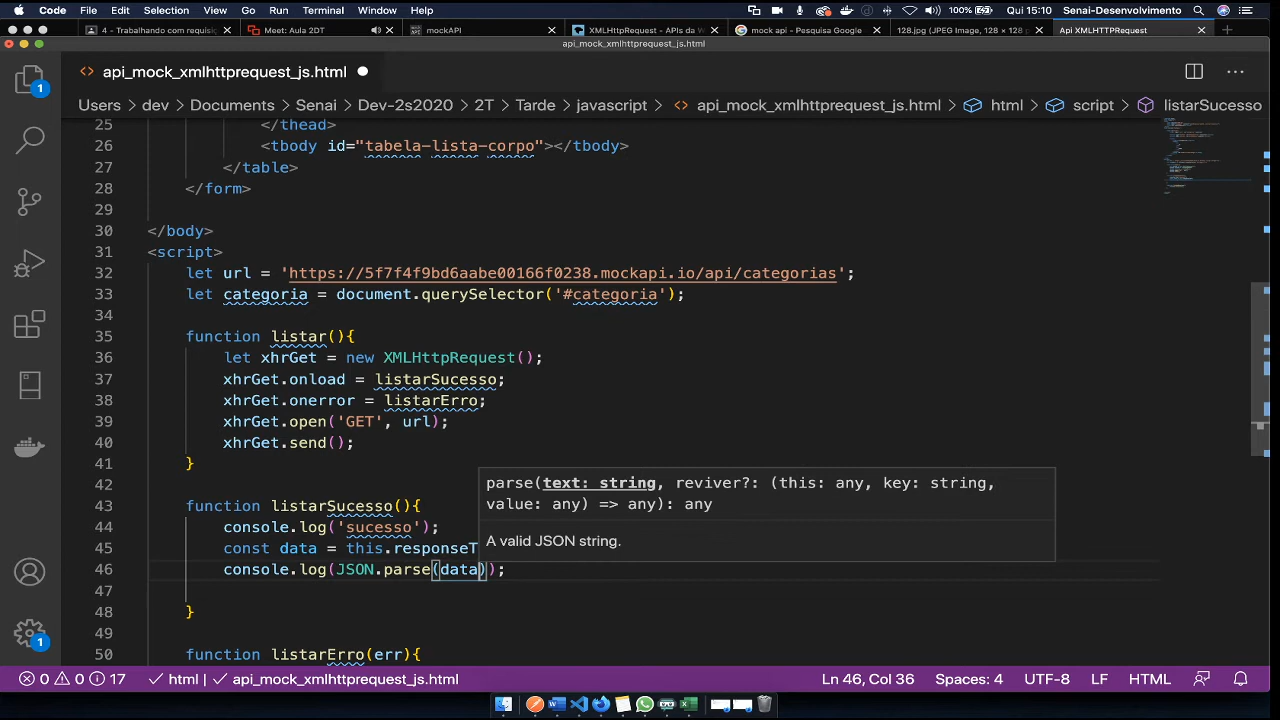 Code File Edit Selection View Go Run Terminal Window Help 100% Qui 15:10 Senai-Desenvolvimento
4 - Trabalhando com requisiç Meet: Aula 2DT mockAPI XMLHttpRequest - APIs da W mock api - Pesquisa Google 128.jpg (JPEG Image, 128 × 128 p Api XMLHTTPRequest
api_mock_xmlhttprequest_js.html
api_mock_xmlhttprequest_js.html
Users dev Documents Senai Dev-2s2020 2T Tarde javascript api_mock_xmlhttprequest_js.html html script listarSucesso
25 </thead>
26 <tbody id="tabela-lista-corpo"></tbody>
27 </table>
28 </form>
29
30 </body>
31 <script>
32 let url = 'https://5f7f4f9bd6aabe00166f0238.mockapi.io/api/categorias';
33 let categoria = document.querySelector('#categoria');
34
35 function listar(){
36 let xhrGet = new XMLHttpRequest();
37 xhrGet.onload = listarSucesso;
38 xhrGet.onerror = listarErro;
39 xhrGet.open('GET', url);
40 xhrGet.send();
41 }
42
parse(text: string, reviver?: (this: any, key: string,
value: any) => any): any
A valid JSON string.
43 function listarSucesso(){
44 console.log('sucesso');
45 const data = this.responseT
46 console.log(JSON.parse(data));
47
48 }
49
50 function listarErro(err){
0 0 17 html | api_mock_xmlhttprequest_js.html Ln 46, Col 36 Spaces: 4 UTF-8 LF HTML
1
1